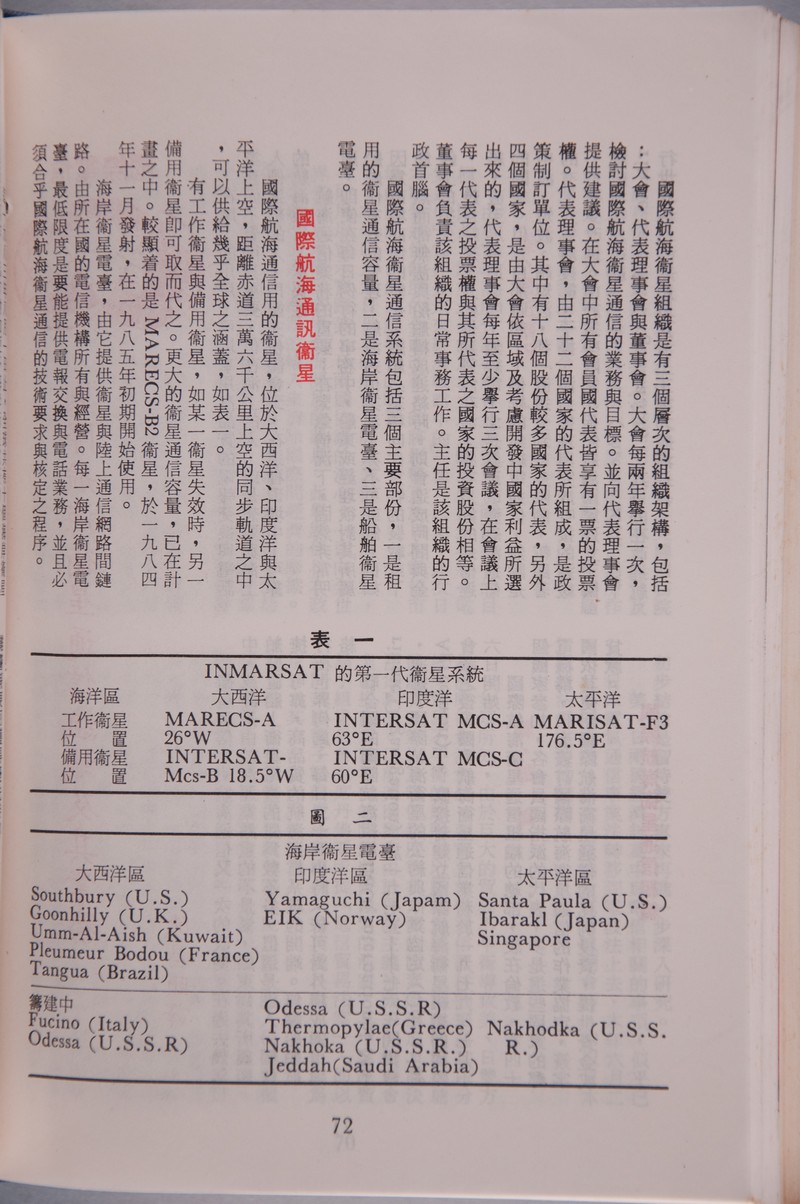 國際航海衞星組織是有三個層次的組織架構，包括
：大會、代表理事會與董事會。大會每兩年舉行一次，
檢討國際航海衞星通信的業務與目標。並向代表理事會
提供建議。在大會中所有會員國代表皆享有一票的投票
權。代表理事會，由二十二個國家的代表所組成，是政
策制訂單位。其中有十八個股份較多國家的代表，另外
四個國家，是由大會依區域及考慮開發中國家利益所選
出來的，代表理事會每年至少擧行三次會議，在會議上
每一代表之投票權與其所代表之國家的投資股份相等。
董事會負責該組織的日常事務工作。主任是該組織的行
政首腦。
國際航海衞星通信系統包括三個主要部份，一是租
用的衞星通信容量，二是海岸衞星電臺、三是船舶衞星
電臺。
國際航海通訊衞星
國際航海通信用的衞星，位於大西洋、印度洋與太
平洋上空，距離赤道三萬六千公里上空的同步軌道之中
，可以供給幾乎全球之涵蓋，如表一。
有工作衞星與備用衞星，如某一衞星失效時，另一
備用衞星即可取而代之。更大的衞星通信容量，已在計
畫之中。較顯着的是 MARECS-B2 衞星，於一九八四
年十一月發射，在一九八五年初期開始使用。
海岸衞星電臺，由它提供衞星與陸上通信網路間鏈
路。由所在國的電信機構所有與經營。每一海岸衞星電
臺，最低限度是要能提供電報交換與電話業務，並且必
須合乎國際航海衞星通信的技術要求與核定之程序。
表 一
INMARSAT 的第一代衞星系統
海洋區 大西洋 印度洋 太平洋
工作衞星 MARECS-A INTERSAT MCS-A MARISAT-F3
位 置 26°W 63°E 176.5°E
備用衞星 INTERSAT- INTERSAT MCS-C
位 置 Mcs-B 18.5°W 60°E
圖 二
海岸衞星電臺
大西洋區 印度洋區 太平洋區
Southbury (U.S.) Yamaguchi (Japam) Santa Paula (U.S.)
Goonhilly (U.K.) EIK (Norway) Ibarakl (Japan)
Umm-Al-Aish (Kuwait) Singapore
Pleumeur Bodou (France)
Tangua (Brazil)
籌建中 Odessa (U.S.S.R)
Fucino (Italy) Thermopylae(Greece) Nakhodka (U.S.S.
Odessa (U.S.S.R) Nakhoka (U.S.S.R.) R.)
Jeddah(Saudi Arabia)
72